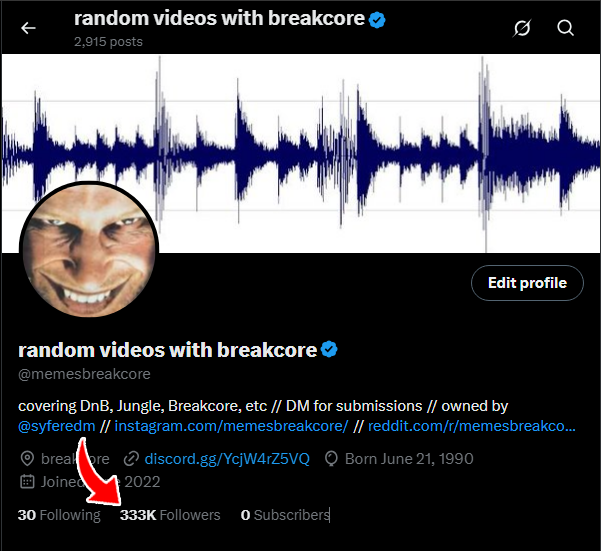 random videos with breakcore
2,915 posts
Edit profile
random videos with breakcore
@memesbreakcore
covering DnB, Jungle, Breakcore, etc // DM for submissions // owned by
@syferedm // instagram.com/memesbreakcore/ // reddit.com/r/memesbreakco...
discord.gg/YcjW4rZ5VQ Born June 21, 1990
Joined 2022
30 Following 333K Followers 0 Subscribers